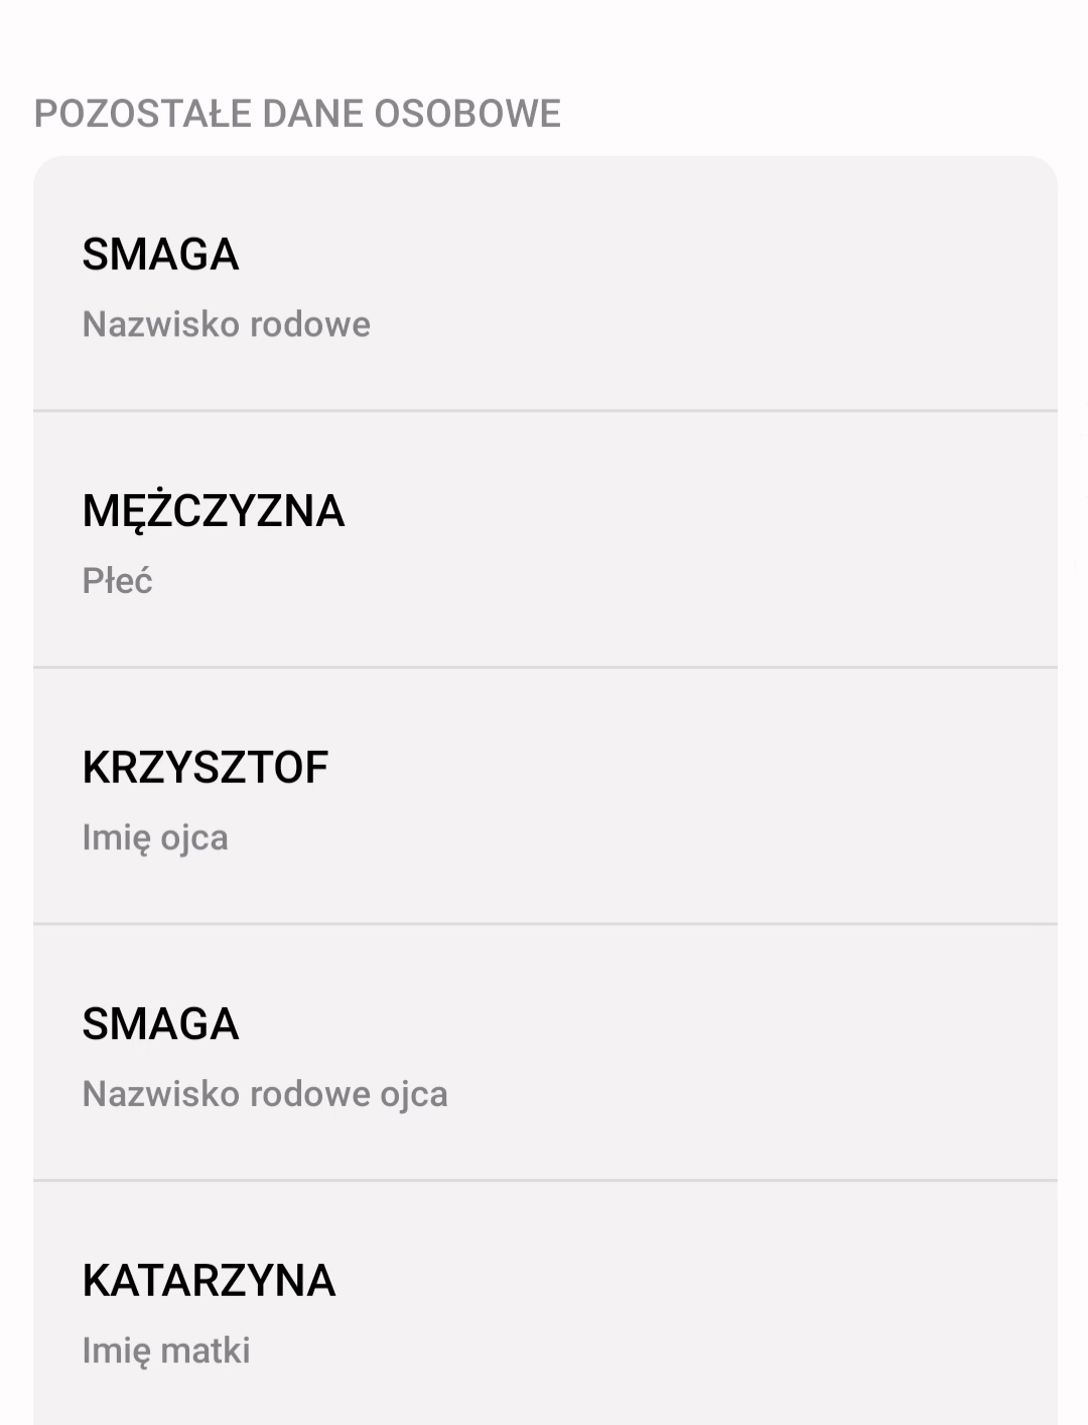 POZOSTAŁE DANE OSOBOWE
SMAGA
Nazwisko rodowe
MĘŻCZYZNA
Płeć
KRZYSZTOF
Imię ojca
SMAGA
Nazwisko rodowe ojca
KATARZYNA
Imię matki